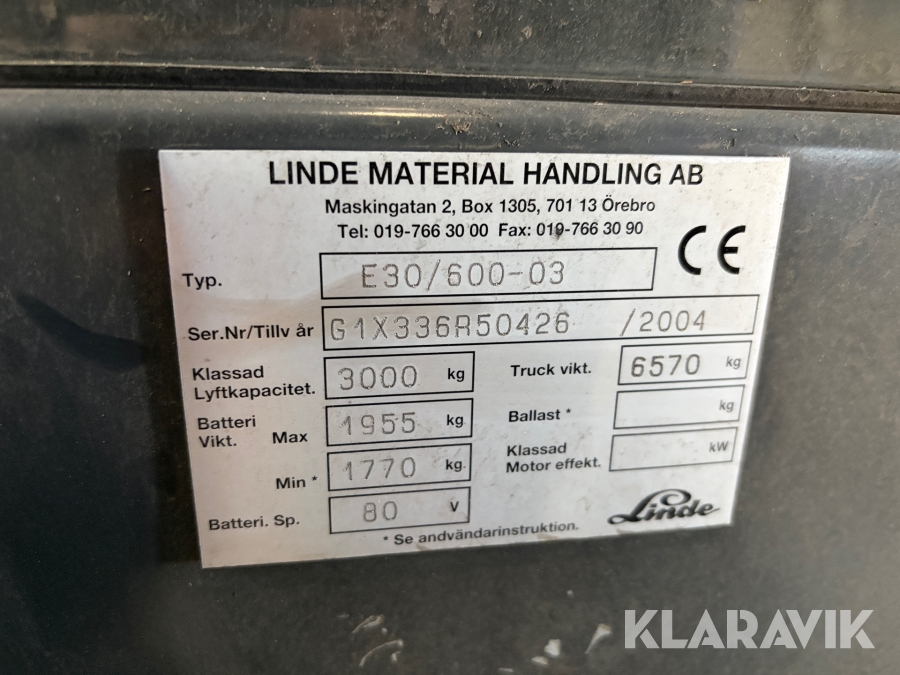 LINDE MATERIAL HANDLING AB
Maskingatan 2, Box 1305, 701 13 Örebro
Tel: 019-766 30 00 Fax: 019-766 30 90
CE
Typ. E30/600-03
Ser.Nr/Tillv år G1X336R50426 /2004
Klassad Lyftkapacitet. 3000 kg
Truck vikt. 6570 kg
Batteri Vikt. Max 1955 kg
Ballast * kg
Min * 1770 kg.
Klassad Motor effekt. kW
Batteri. Sp. 80 V
Linde
* Se andvändarinstruktion.
KLARAVIK